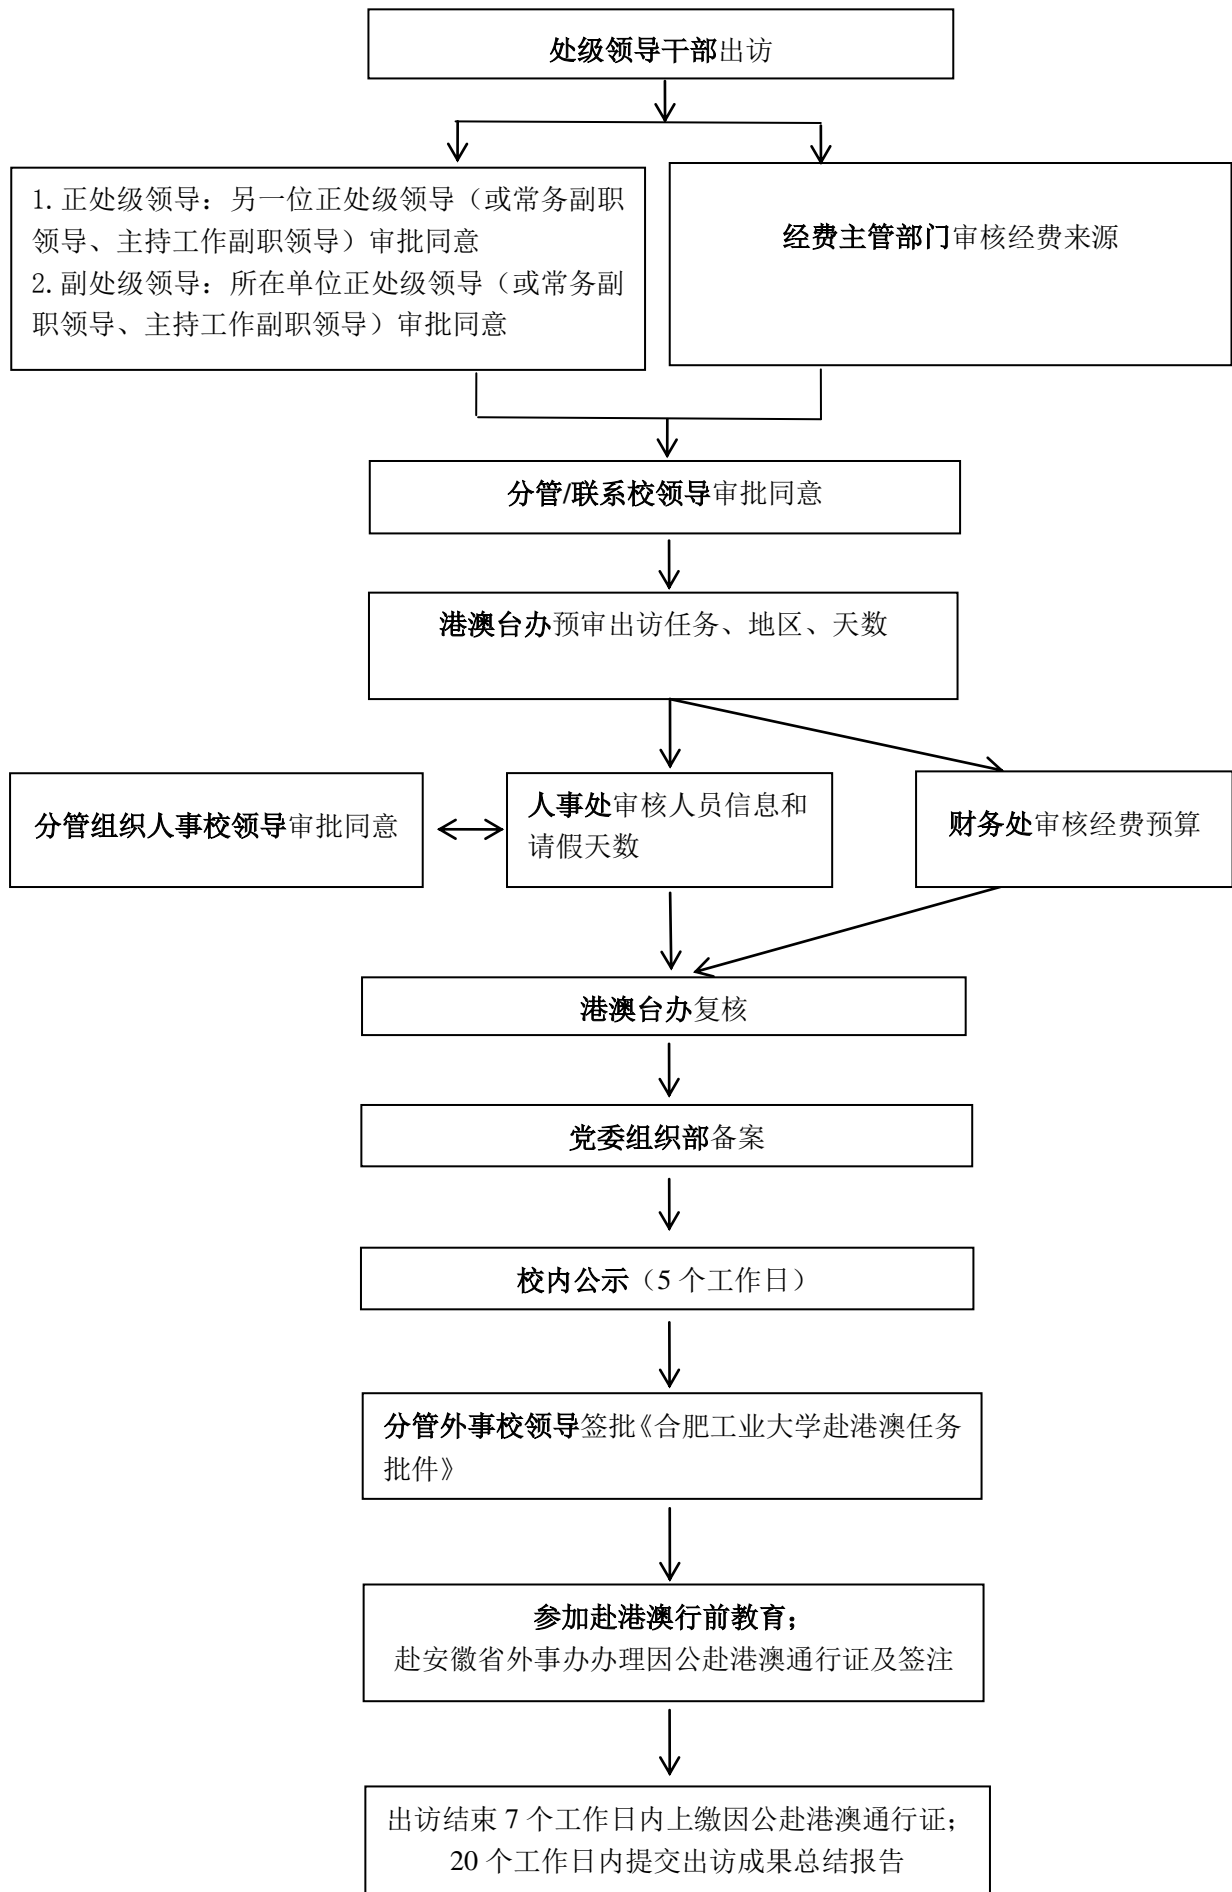 处级领导干部出访
1.正处级领导：另一位正处级领导（或常务副职
领导、主持工作副职领导）审批同意
2.副处级领导：所在单位正处级领导（或常务副
职领导、主持工作副职领导）审批同意
经费主管部门审核经费来源
分管/联系校领导审批同意
港澳台办预审出访任务、地区、天数
分管组织人事校领导审批同意
人事处审核人员信息和
请假天数
财务处审核经费预算
港澳台办复核
党委组织部备案
校内公示（5 个工作日）
分管外事校领导签批《合肥工业大学赴港澳任务
批件》
参加赴港澳行前教育；
赴安徽省外事办办理因公赴港澳通行证及签注
出访结束 7 个工作日内上缴因公赴港澳通行证；
20 个工作日内提交出访成果总结报告